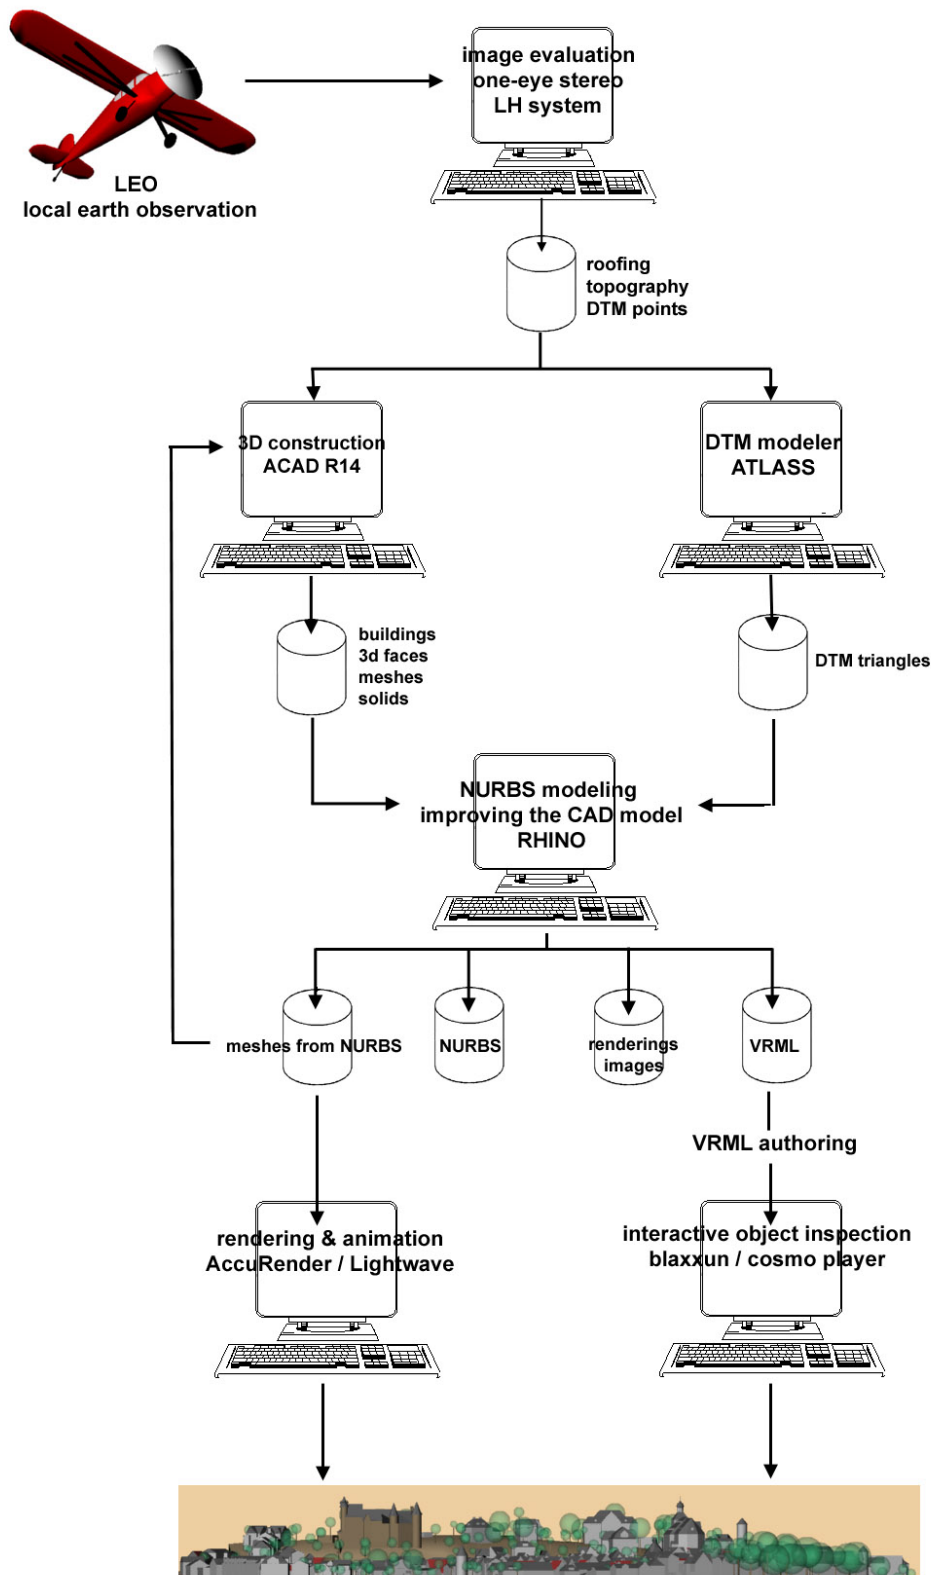 image evaluation
one-eye stereo
LH system
LEO
local earth observation
roofing
topography
DTM points
3D construction
ACAD R14
DTM modeler
ATLASS
buildings
3d faces
meshes
solids
DTM triangles
NURBS modeling
improving the CAD model
RHINO
meshes from NURBS
NURBS
renderings
images
VRML
VRML authoring
rendering & animation
AccuRender / Lightwave
interactive object inspection
blaxxun / cosmo player